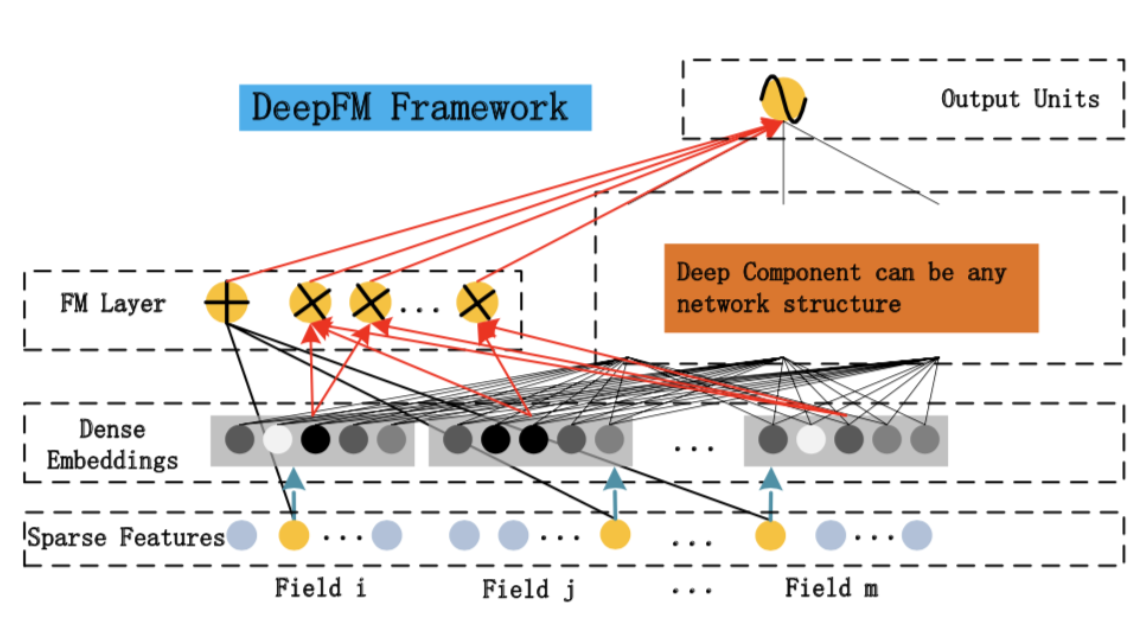 DeepFM Framework
Output Units
Deep Component can be any
network structure
FM Layer
...
Dense
Embeddings
...
Sparse Features
...
...
...
...
Field i
Field j
...
Field m